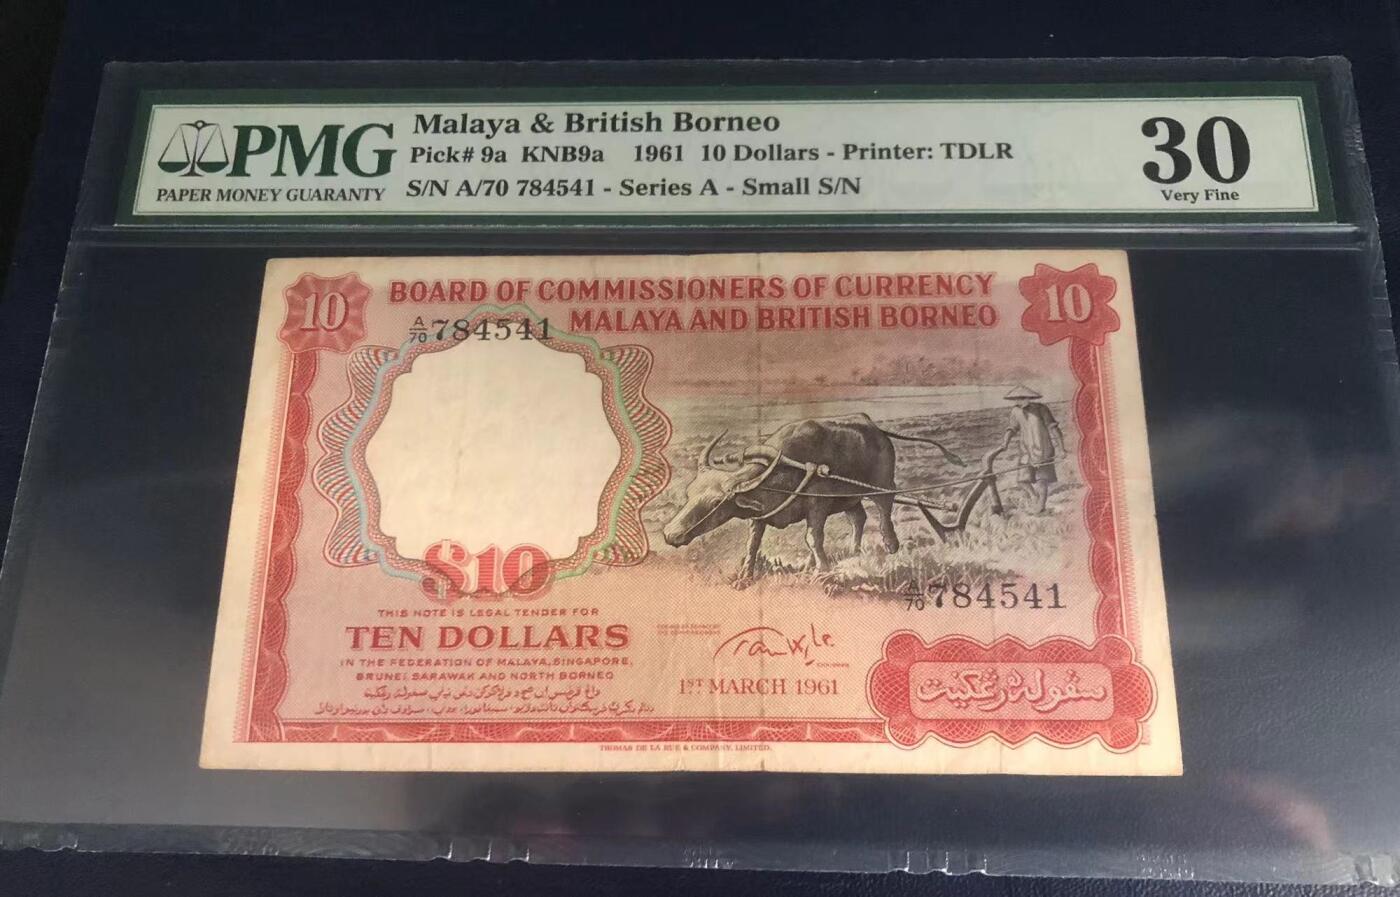 PMG
PAPER MONEY GUARANTY
Malaya & British Borneo
Pick# 9a KNB9a 1961 10 Dollars - Printer: TDLR
S/N A/70 784541 - Series A - Small S/N
30
Very Fine
10
BOARD OF COMMISSIONERS OF CURRENCY
10
A/70 784541
MALAYA AND BRITISH BORNEO
$10
A/70 784541
THIS NOTE IS LEGAL TENDER FOR
TEN DOLLARS
IN THE FEDERATION OF MALAYA, SINGAPORE,
BRUNEI SARAWAK AND NORTH BORNEO
CHAIRMAN
1ST MARCH 1961
سڤوله رڠگيت
THOMAS DE LA RUE & COMPANY, LIMITED.